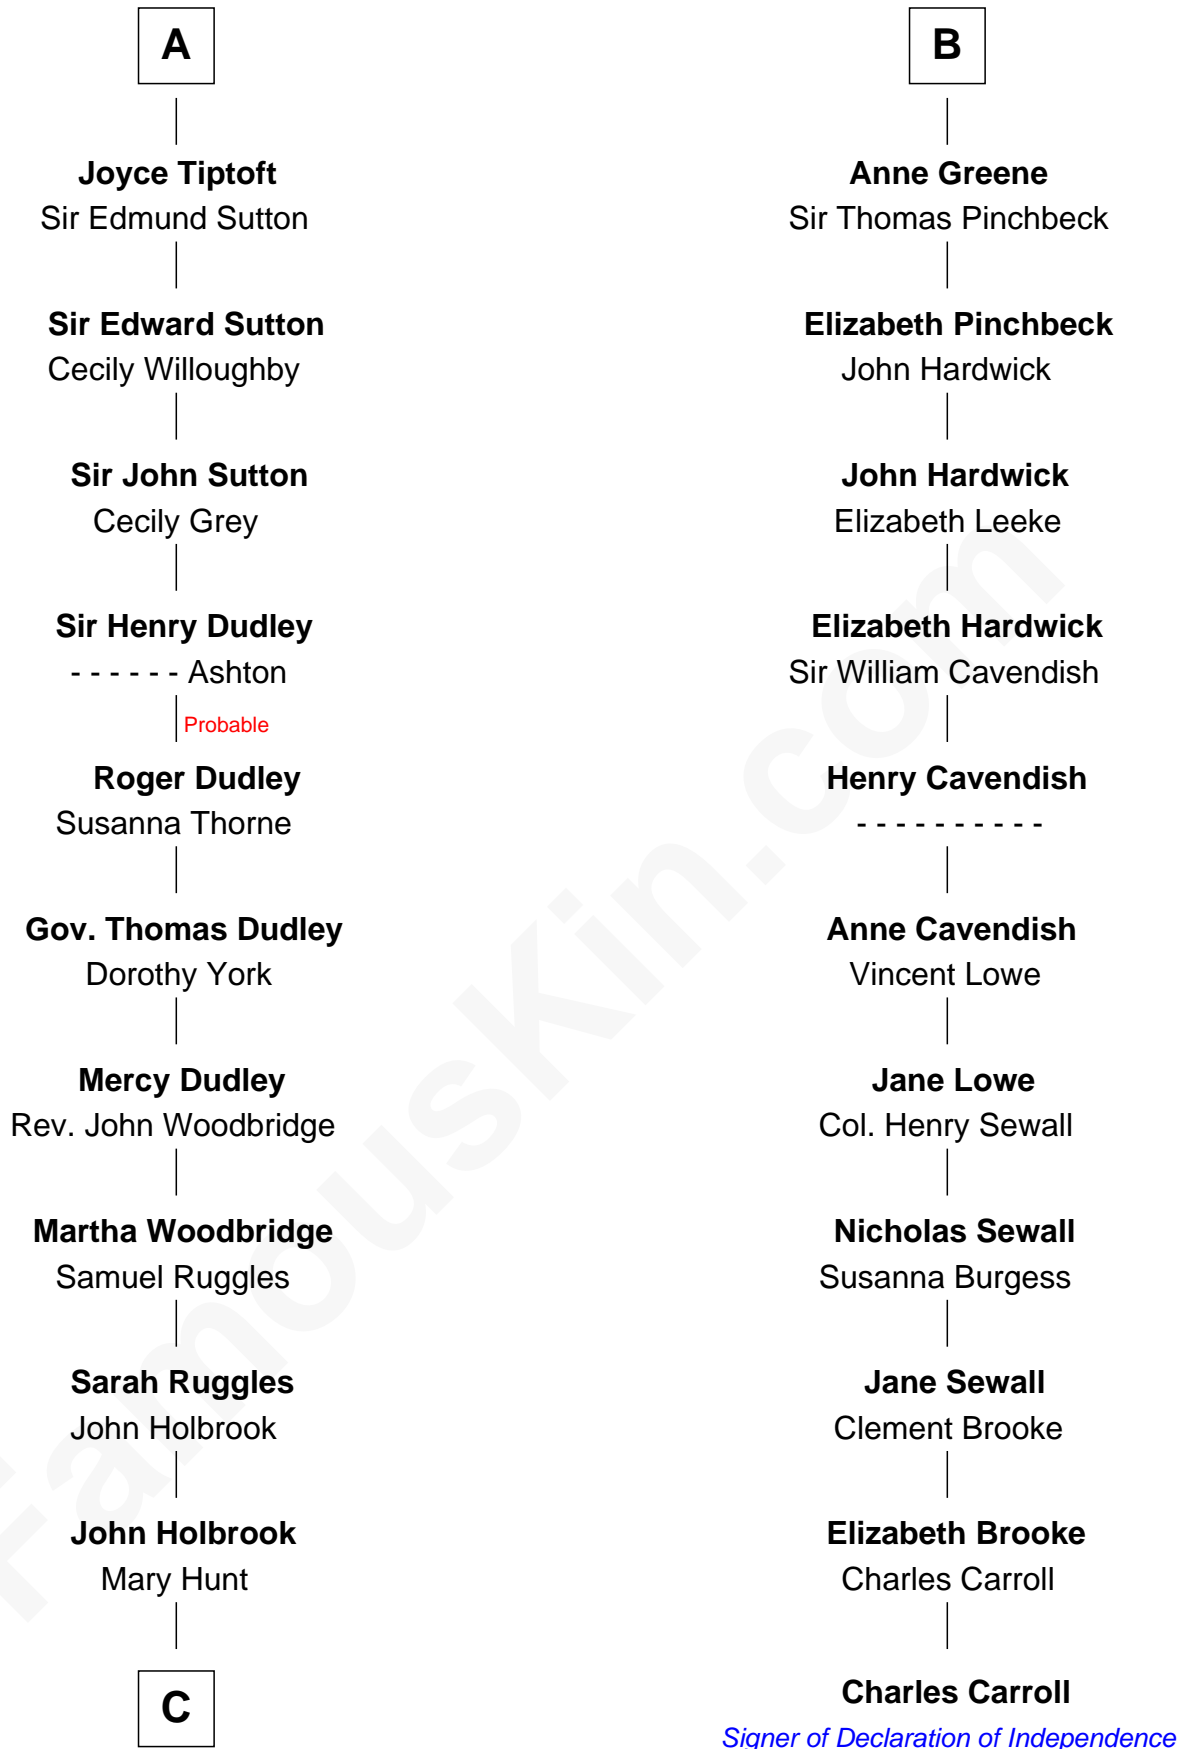 A
Joyce Tiptoft
Sir Edmund Sutton
Sir Edward Sutton
Cecily Willoughby
Sir John Sutton
Cecily Grey
Sir Henry Dudley
- - - - - - Ashton
Probable
Roger Dudley
Susanna Thorne
Gov. Thomas Dudley
Dorothy York
Mercy Dudley
Rev. John Woodbridge
Martha Woodbridge
Samuel Ruggles
Sarah Ruggles
John Holbrook
John Holbrook
Mary Hunt
C
B
Anne Greene
Sir Thomas Pinchbeck
Elizabeth Pinchbeck
John Hardwick
John Hardwick
Elizabeth Leeke
Elizabeth Hardwick
Sir William Cavendish
Henry Cavendish
- - - - - - - - - -
Anne Cavendish
Vincent Lowe
Jane Lowe
Col. Henry Sewall
Nicholas Sewall
Susanna Burgess
Jane Sewall
Clement Brooke
Elizabeth Brooke
Charles Carroll
Charles Carroll
Signer of Declaration of Independence
FamousKin.com